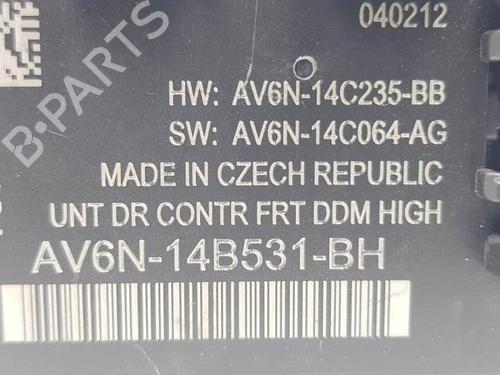 040212
HW: AV6N-14C235-BB
SW: AV6N-14C064-AG
MADE IN CZECH REPUBLIC
UNT DR CONTR FRT DDM HIGH
AV6N-14B531-BH
B-PARTS